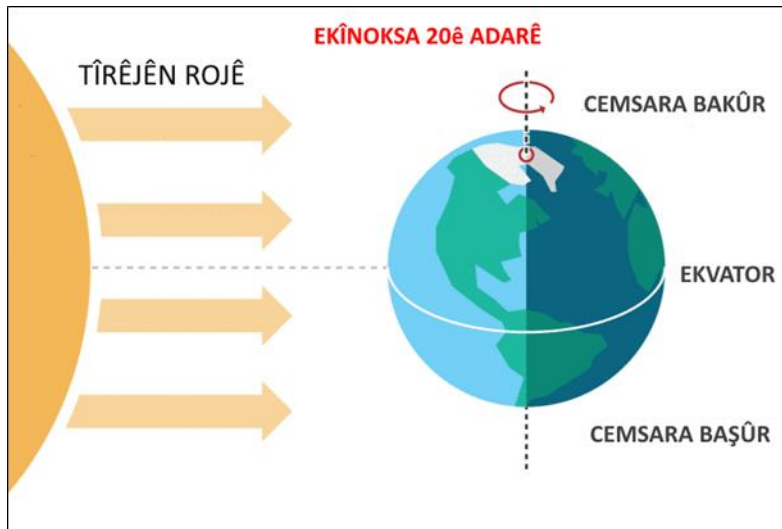 EKÎNOKSA 20ê ADARÊ
TÎRÊJÊN ROJÊ
CEMSARA BAKÛR
EKVATOR
CEMSARA BAŞÛR